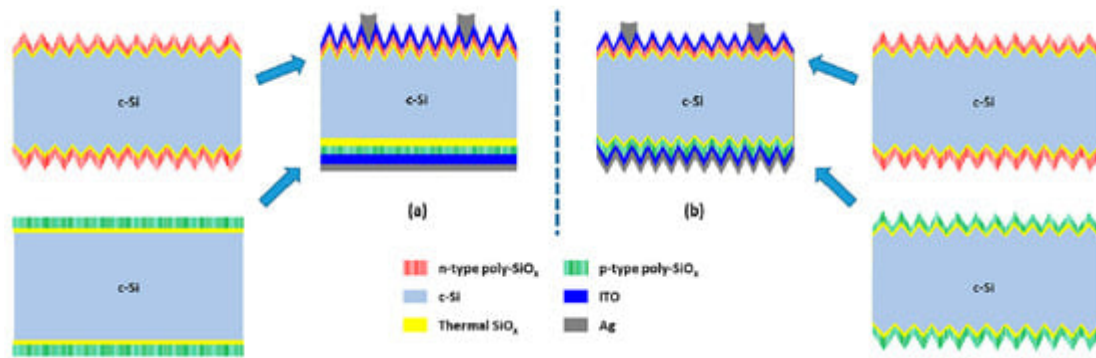 c-Si
c-Si
c-Si
c-Si
(a)
(b)
c-Si
c-Si
n-type poly-SiOₓ
p-type poly-SiOₓ
c-Si
ITO
Thermal SiOₓ
Ag